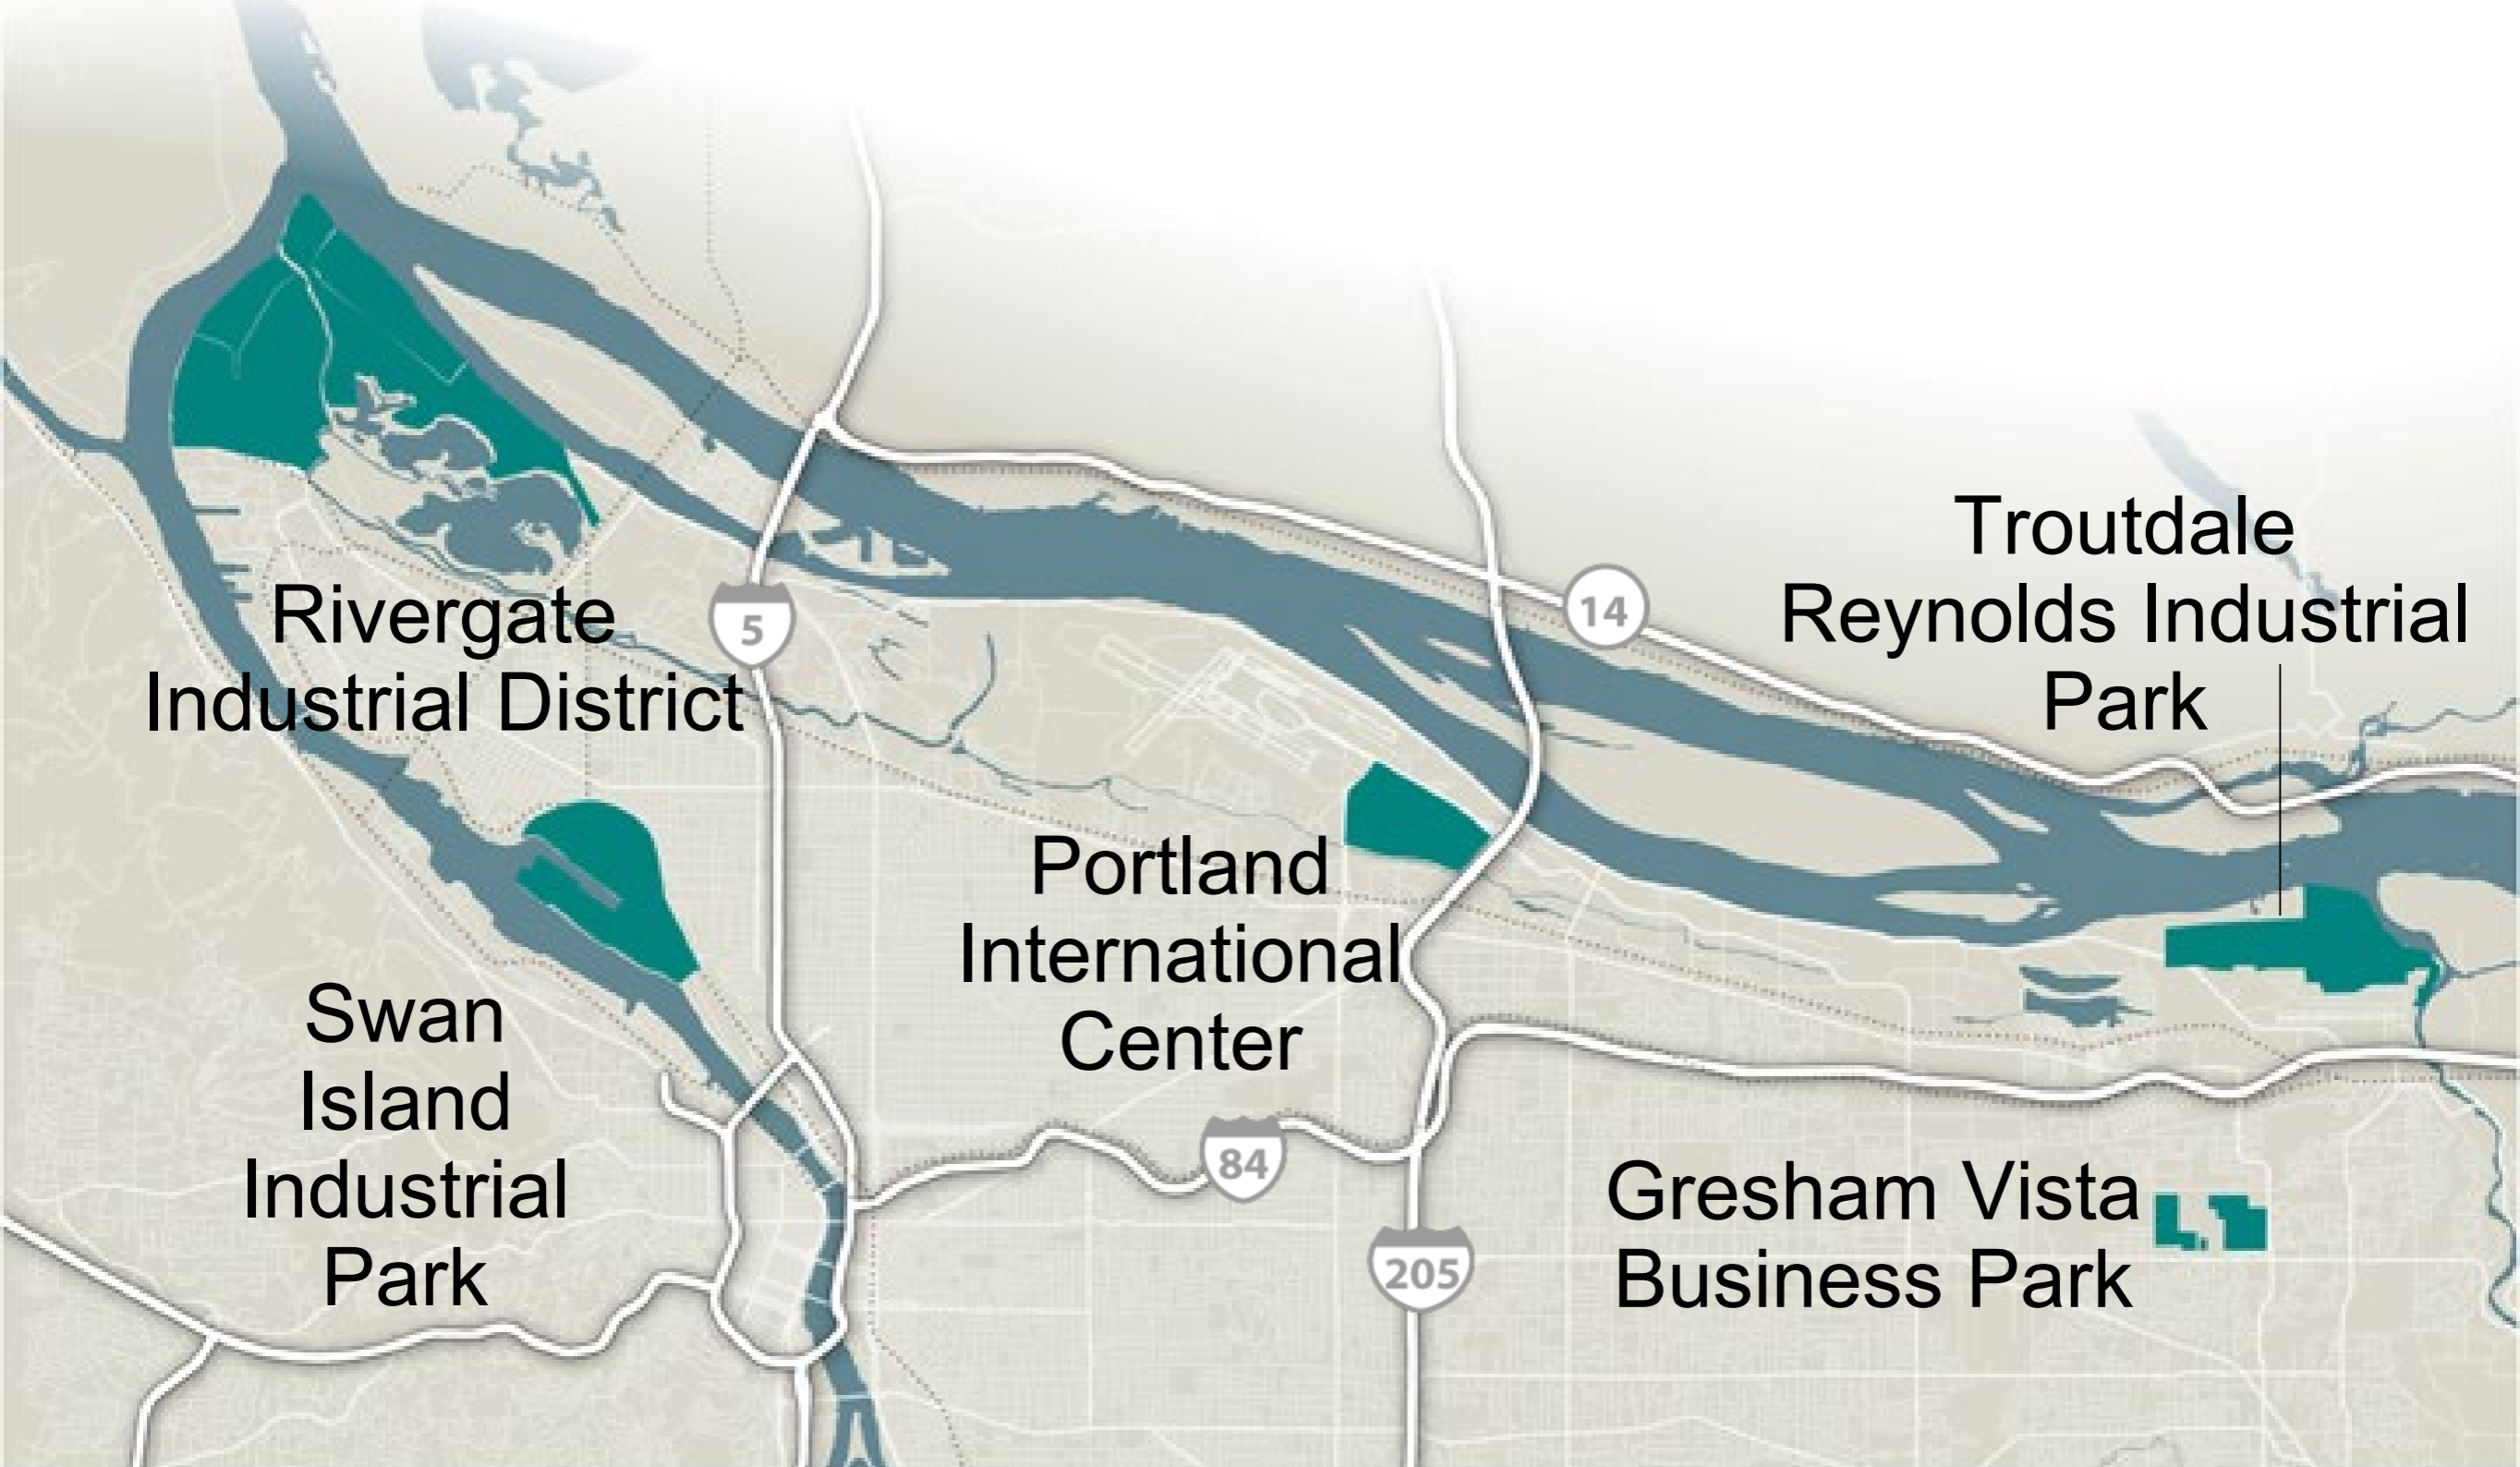 Troutdale
Reynolds Industrial
Park
14
Rivergate
Industrial District
5
Portland
International
Center
Swan
Island
Industrial
Park
84
Gresham Vista
Business Park
205